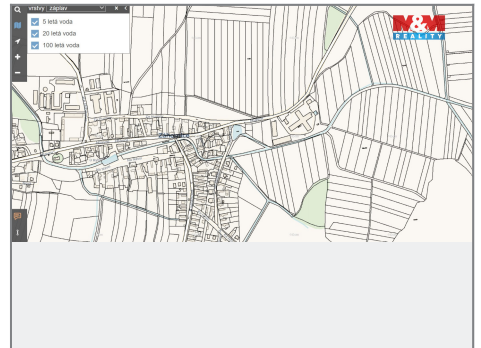 vrstvy | záplav
5 letá voda
20 letá voda
100 letá voda
M&M
REALITY